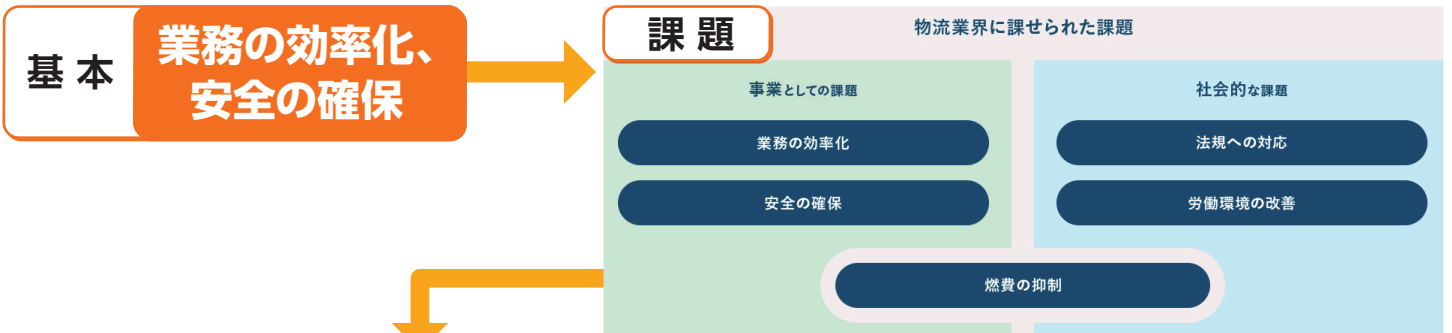 基本
業務の効率化、
安全の確保
課題
物流業界に課せられた課題
事業としての課題
業務の効率化
安全の確保
社会的な課題
法規への対応
労働環境の改善
燃費の抑制